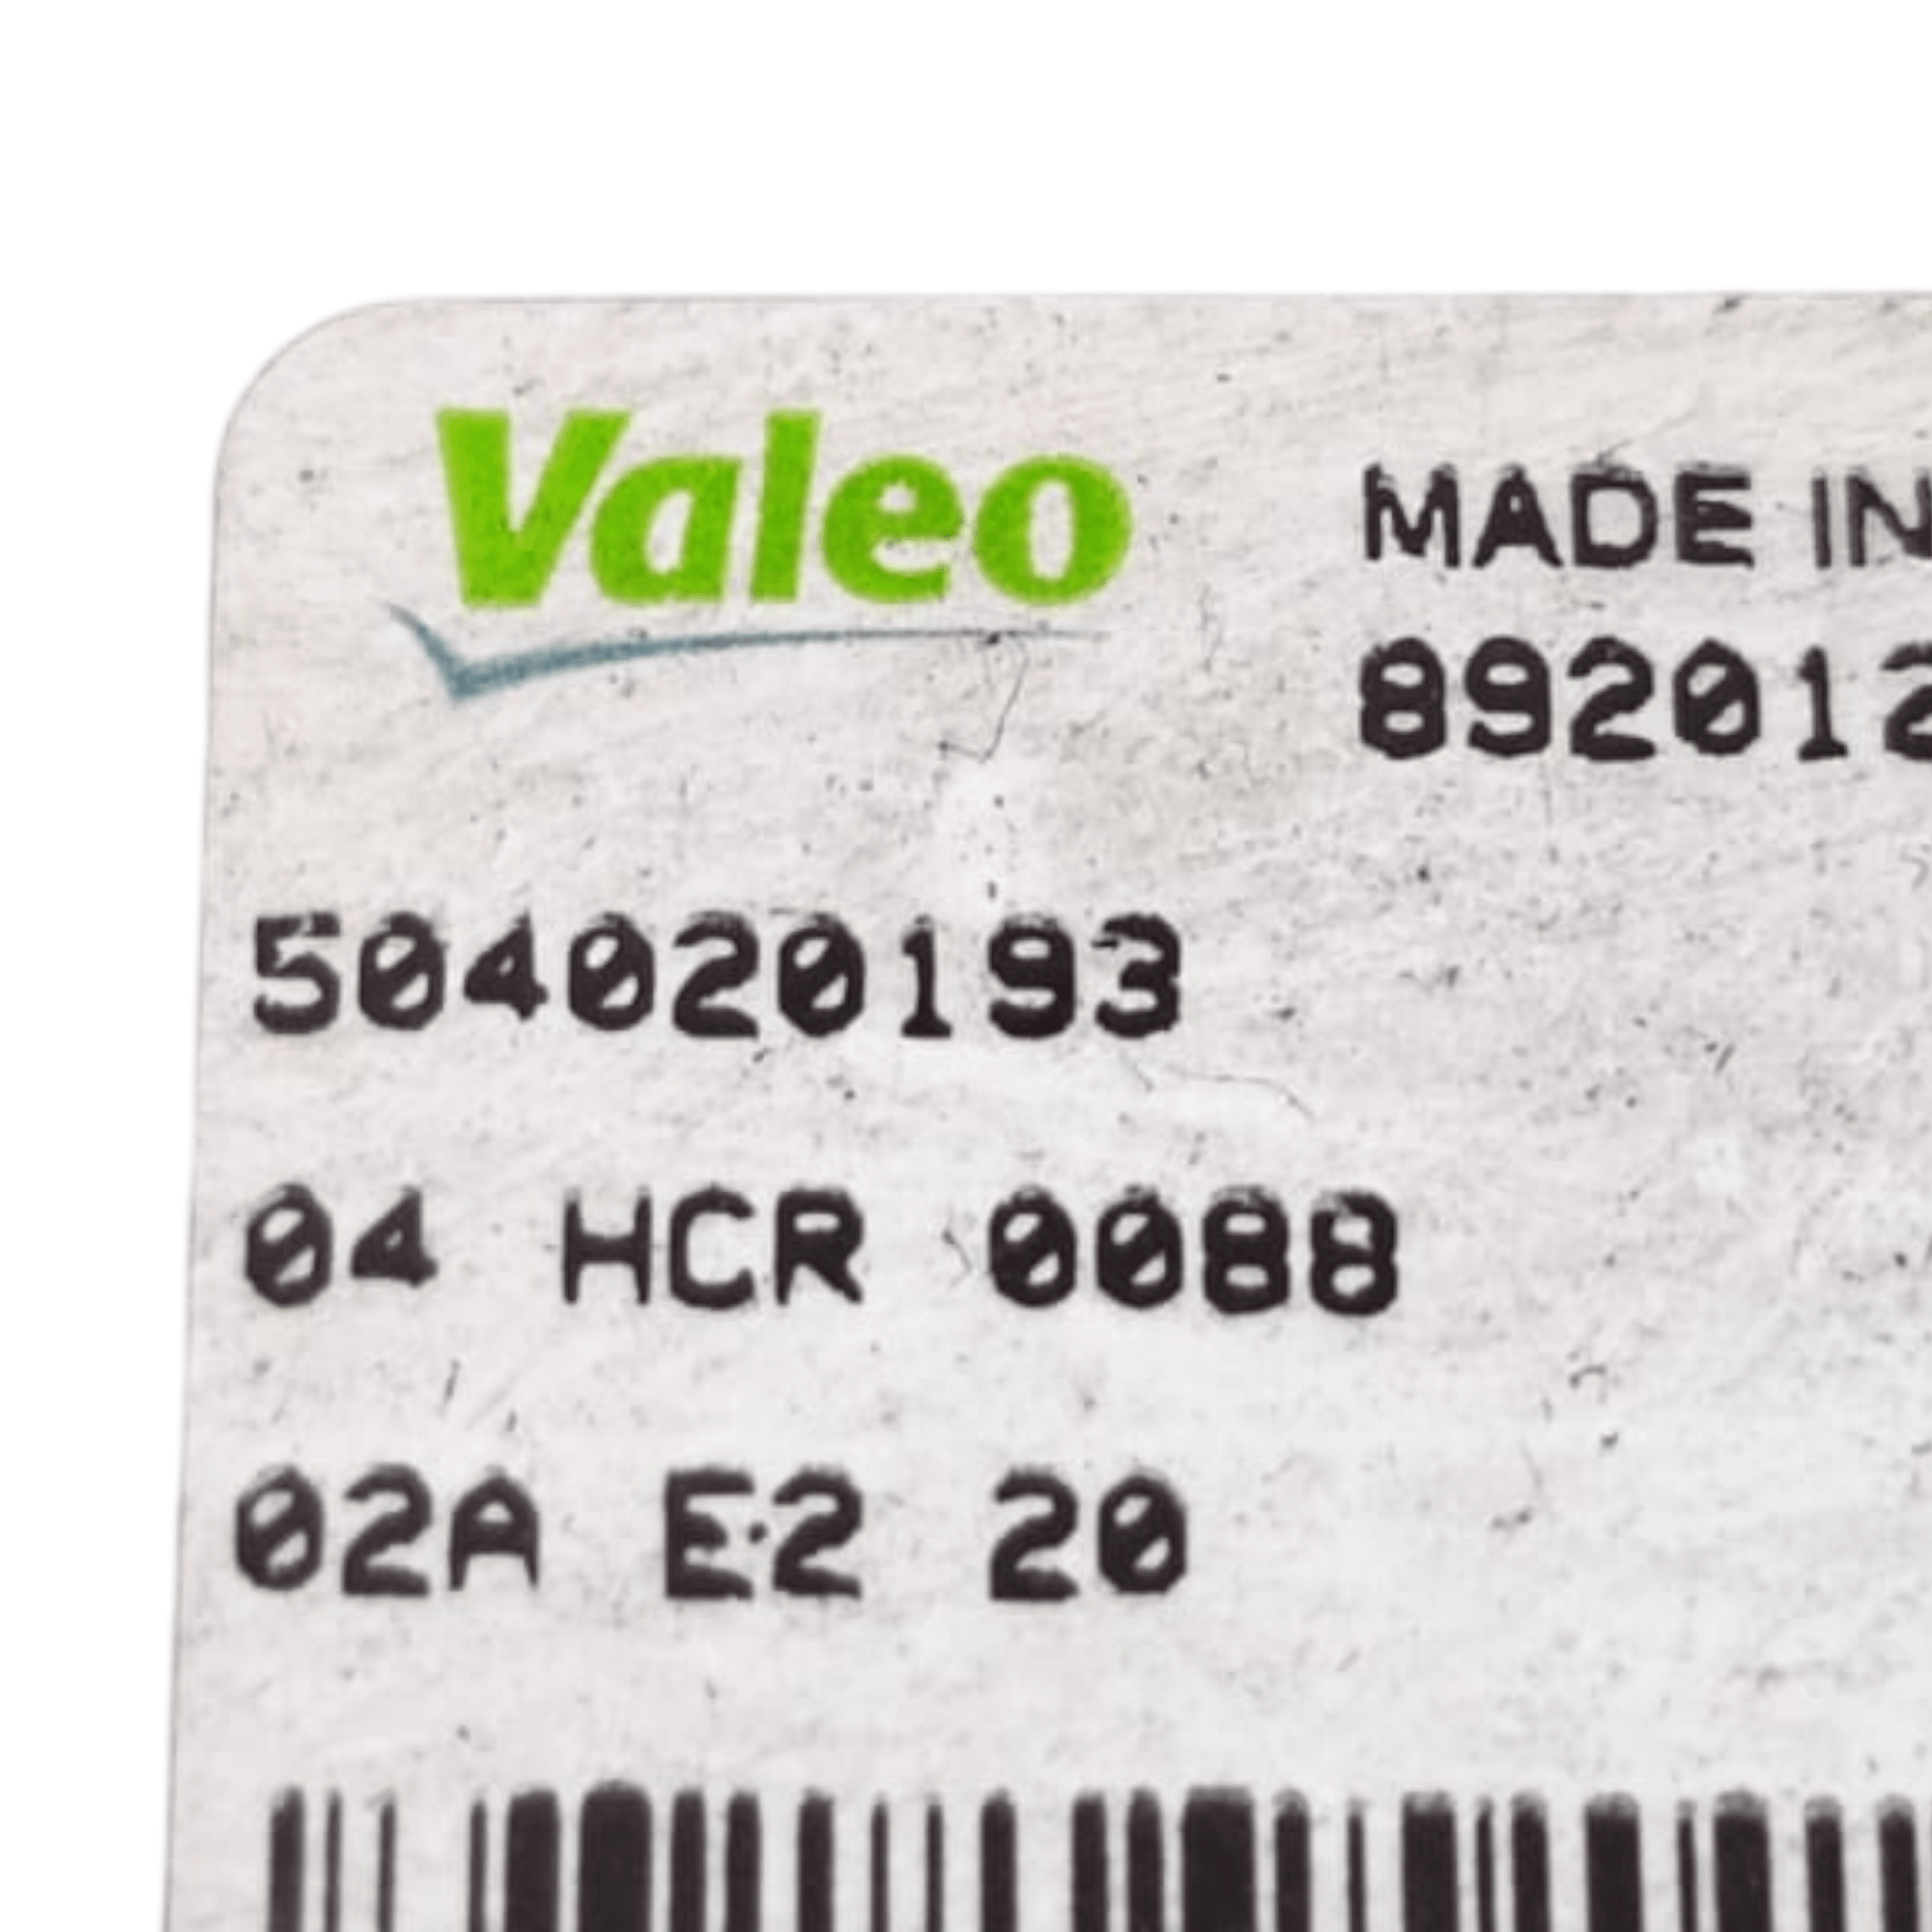 Valeo
MADE IN
892012
504020193
04 HCR 0088
02A E2 20